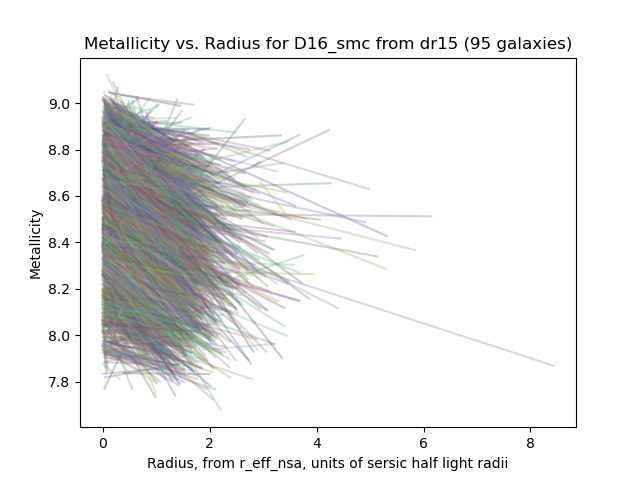 Metallicity vs. Radius for D16_smc from dr15 (95 galaxies)
Metallicity
9.0
8.8
8.6
8.4
8.2
8.0
7.8
0 2 4 6 8
Radius, from r_eff_nsa, units of sersic half light radii